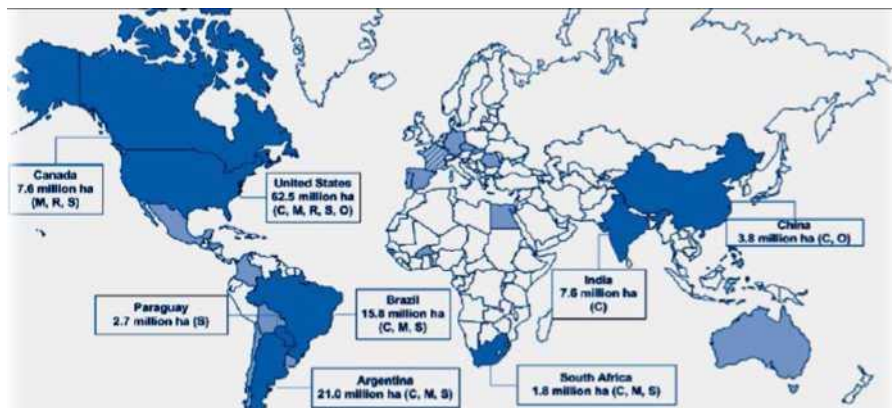 Canada
7.6 million ha
(M, R, S)
United States
62.5 million ha
(C, M, R, S, O)
China
3.8 million ha (C, O)
India
7.6 million ha
(C)
Paraguay
2.7 million ha (S)
Brazil
15.8 million ha
(C, M, S)
Argentina
21.0 million ha (C, M, S)
South Africa
1.8 million ha (C, M, S)